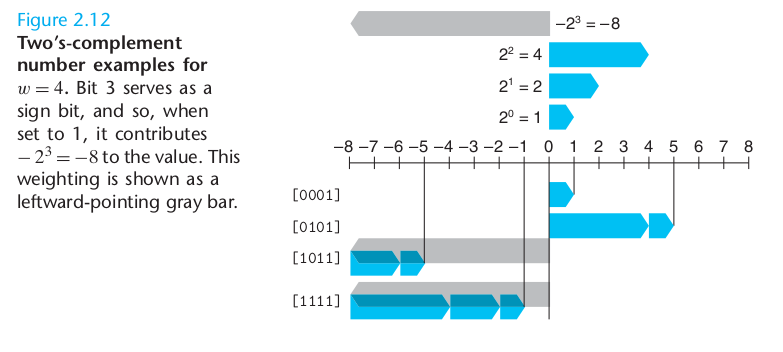 Figure 2.12
Two’s-complement
number examples for
w = 4. Bit 3 serves as a
sign bit, and so, when
set to 1, it contributes
−2³ = −8 to the value. This
weighting is shown as a
leftward-pointing gray bar.
−2³ = −8
2² = 4
2¹ = 2
2⁰ = 1
−8 −7 −6 −5 −4 −3 −2 −1 0 1 2 3 4 5 6 7 8
[0001]
[0101]
[1011]
[1111]